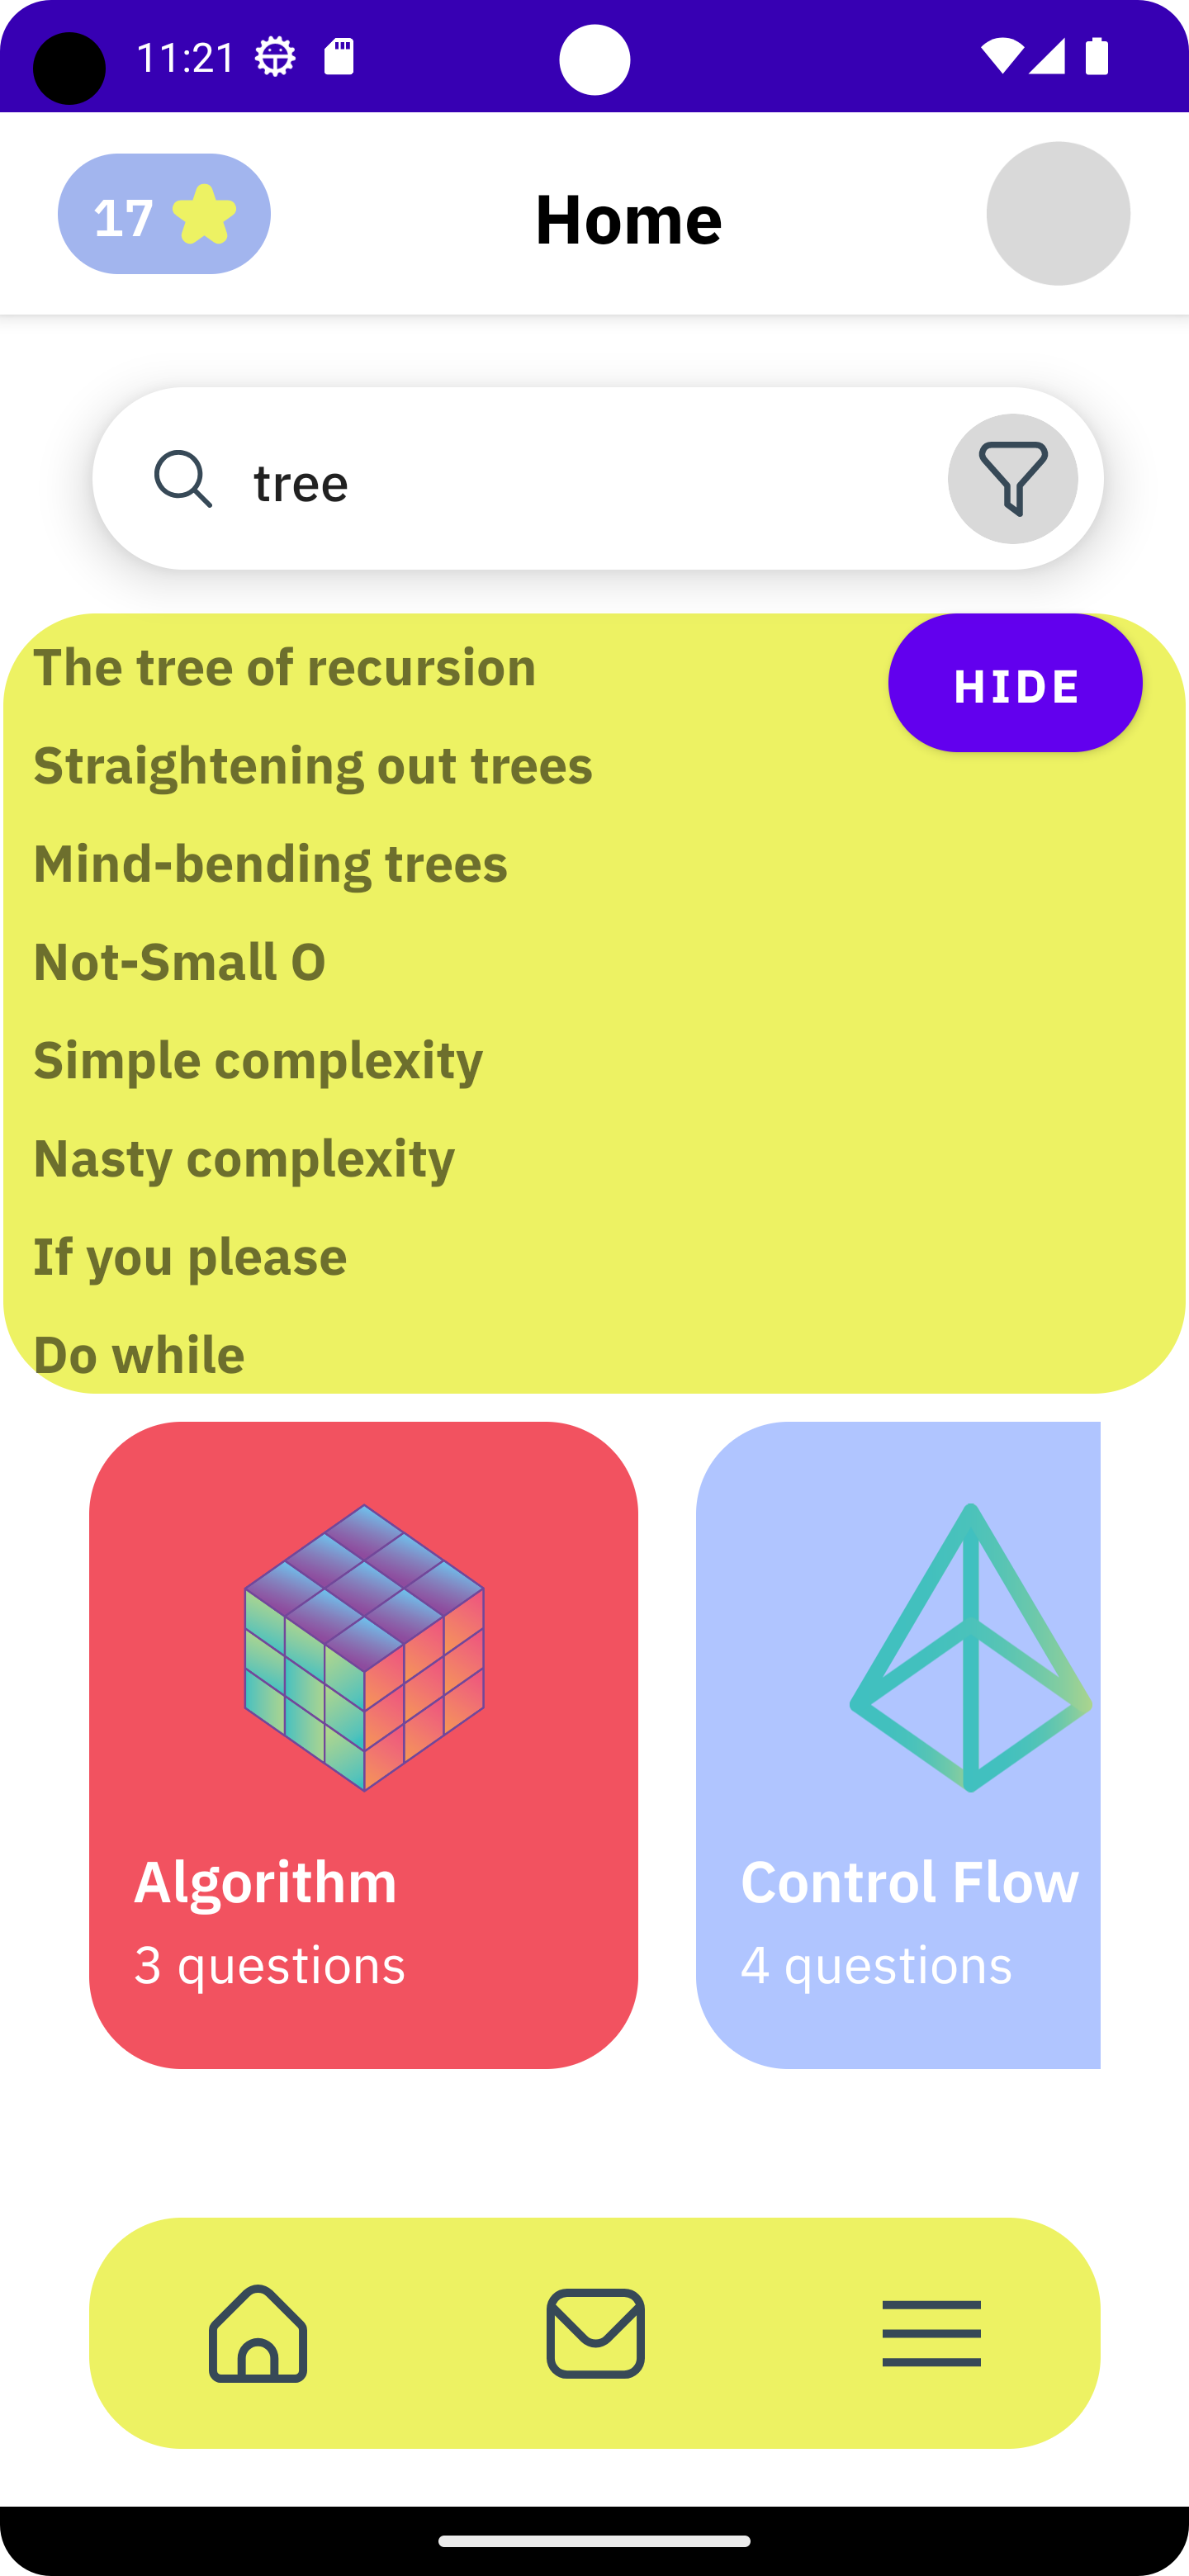 11:21
17
Home
tree
The tree of recursion
HIDE
Straightening out trees
Mind-bending trees
Not-Small O
Simple complexity
Nasty complexity
If you please
Do while
Algorithm
3 questions
Control Flow
4 questions